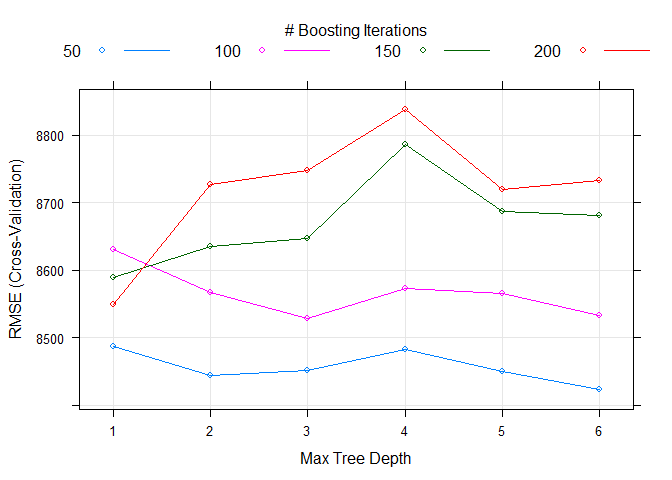 # Boosting Iterations
50 100 150 200
RMSE (Cross-Validation)
8800
8700
8600
8500
1 2 3 4 5 6
Max Tree Depth